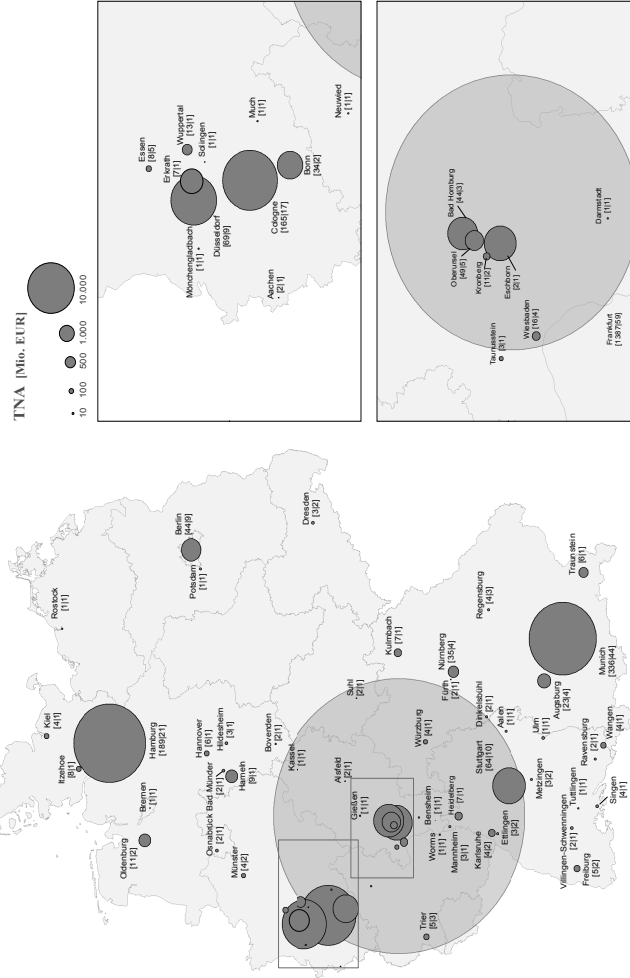 Kiel
[4|1]
Rostock
[1|1]
Itzehoe
[8|1]
Hamburg
[189|21]
Bremen
[1|1]
Oldenburg
[11|2]
Berlin
[44|9]
Potsdam
[1|1]
Hannover
[6|1]
Hildesheim
[3|1]
Osnabrück
[2|1]
Bad Münder
[2|1]
Hameln
[9|1]
Münster
[4|2]
Bovenden
[2|1]
Kassel
[1|1]
Dresden
[3|2]
Suhl
[2|1]
Alsfeld
[2|1]
Gießen
[1|1]
Kulmbach
[7|1]
Würzburg
[4|1]
Bensheim
[1|1]
Worms
[1|1]
Trier
[5|3]
Mannheim
[3|1]
Heidelberg
[7|1]
Nürnberg
[35|4]
Fürth
[2|1]
Regensburg
[4|3]
Dinkelsbühl
[2|1]
Karlsruhe
[4|2]
Ettlingen
[3|2]
Stuttgart
[64|10]
Aalen
[1|1]
Metzingen
[3|2]
Ulm
[1|1]
Augsburg
[23|4]
Munich
[336|44]
Traunstein
[6|1]
Villingen-Schwenningen
[2|1]
Tuttlingen
[1|1]
Freiburg
[5|2]
Singen
[4|1]
Ravensburg
[2|1]
Wangen
[4|1]
TNA [Mio. EUR]
10
100
500
1.000
10.000
Essen
[8|5]
Erkrath
[7|1]
Wuppertal
[13|1]
Solingen
[1|1]
Mönchengladbach
[1|1]
Düsseldorf
[69|9]
Much
[1|1]
Cologne
[165|17]
Aachen
[2|1]
Bonn
[34|2]
Neuwied
[1|1]
Bad Homburg
[44|3]
Oberursel
[49|5]
Kronberg
[11|2]
Eschborn
[2|1]
Taunusstein
[3|1]
Wiesbaden
[16|4]
Darmstadt
[1|1]
Frankfurt
[1387|59]